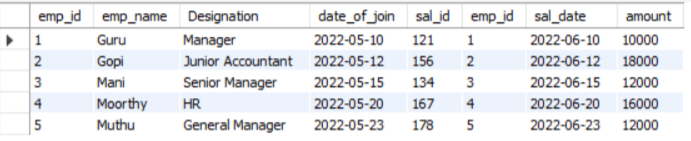 emp_id emp_name Designation date_of_join sal_id emp_id sal_date amount
1 Guru Manager 2022-05-10 121 1 2022-06-10 10000
2 Gopi Junior Accountant 2022-05-12 156 2 2022-06-12 18000
3 Mani Senior Manager 2022-05-15 134 3 2022-06-15 12000
4 Moorthy HR 2022-05-20 167 4 2022-06-20 16000
5 Muthu General Manager 2022-05-23 178 5 2022-06-23 12000